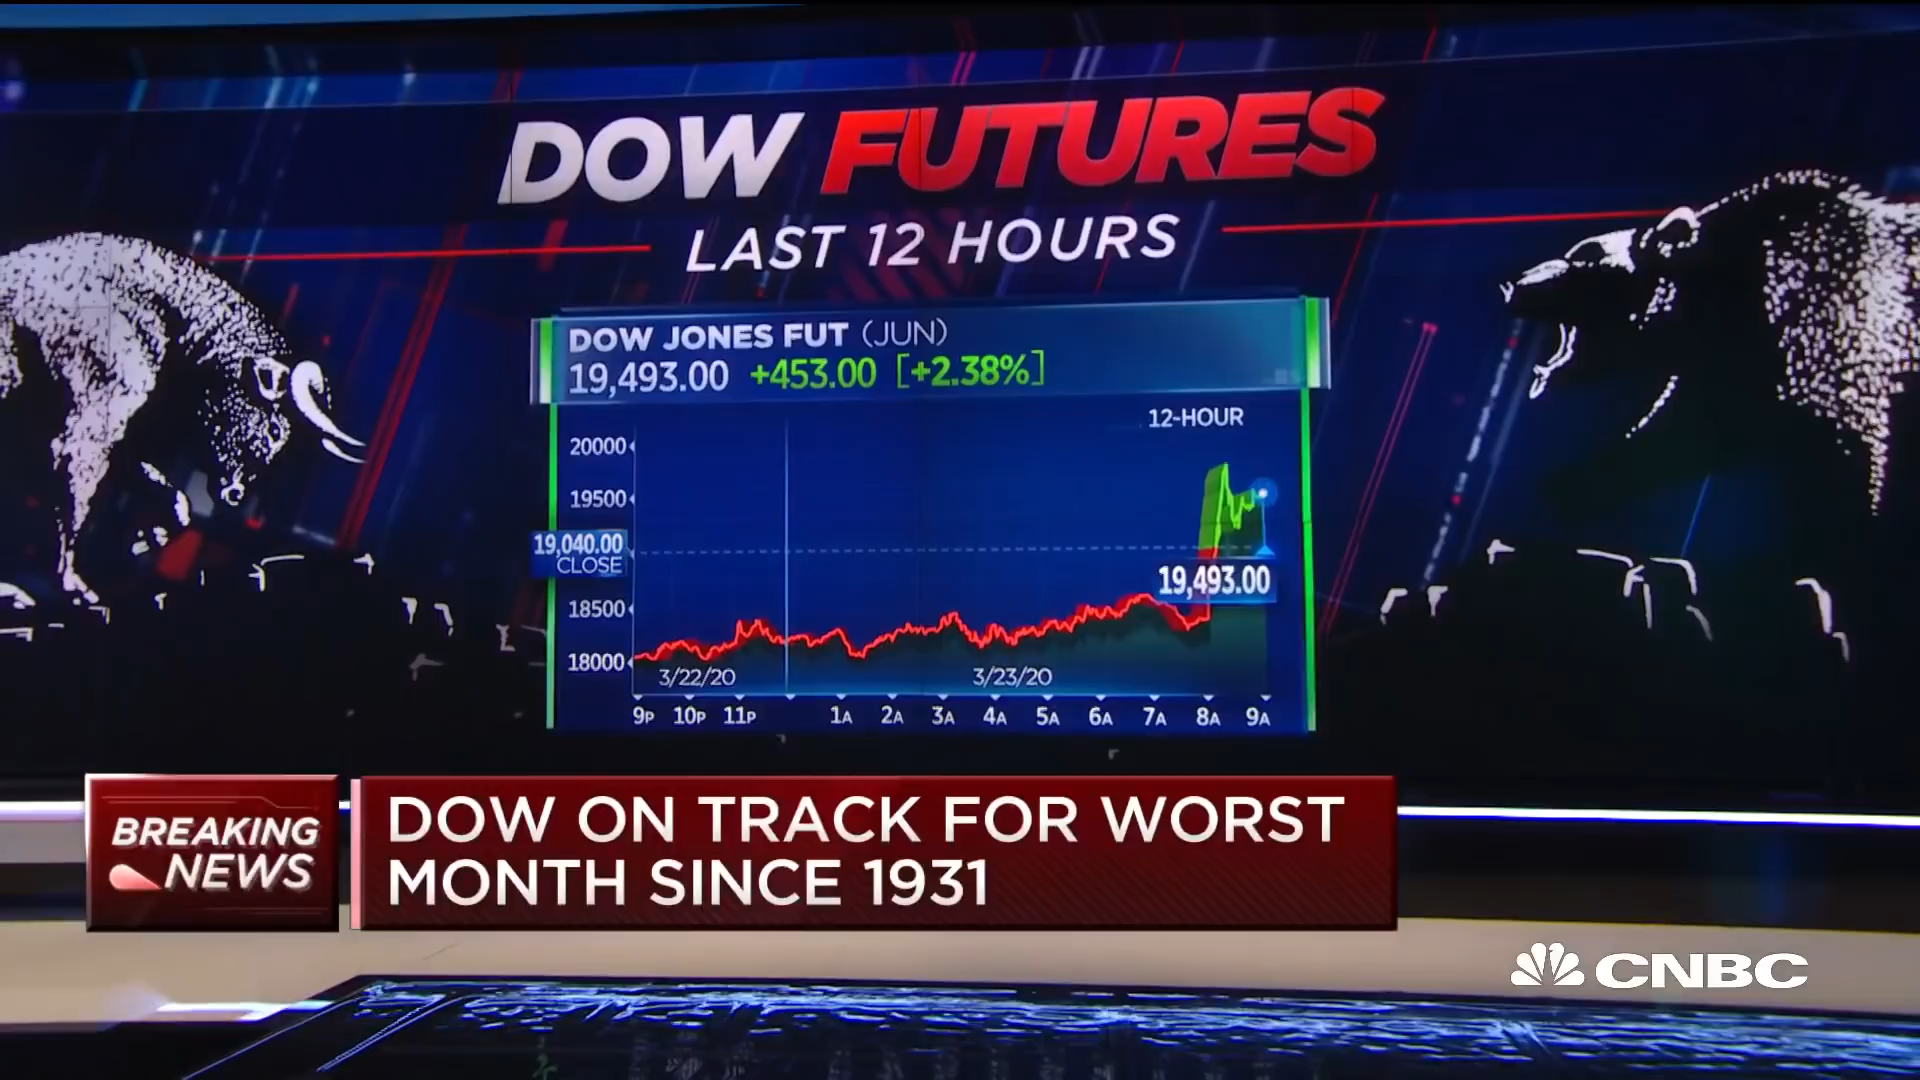 DOW FUTURES
LAST 12 HOURS
DOW JONES FUT (JUN)
19,493.00 +453.00 [+2.38%]
12-HOUR
20000
19500
19,040.00
CLOSE
19,493.00
18500
18000
3/22/20 3/23/20
9P 10P 11P 1A 2A 3A 4A 5A 6A 7A 8A 9A
BREAKING
NEWS
DOW ON TRACK FOR WORST
MONTH SINCE 1931
CNBC